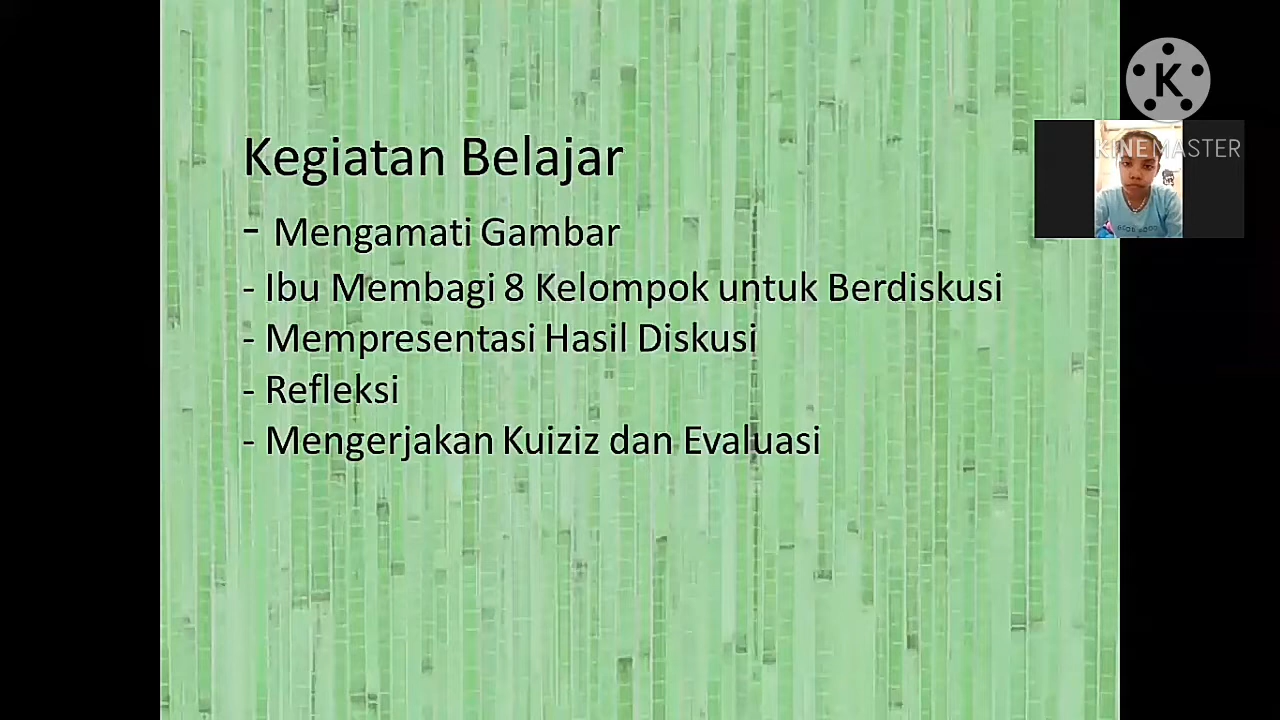 Kegiatan Belajar
- Mengamati Gambar
- Ibu Membagi 8 Kelompok untuk Berdiskusi
- Mempresentasi Hasil Diskusi
- Refleksi
- Mengerjakan Kuiziz dan Evaluasi
K
KINEMASTER